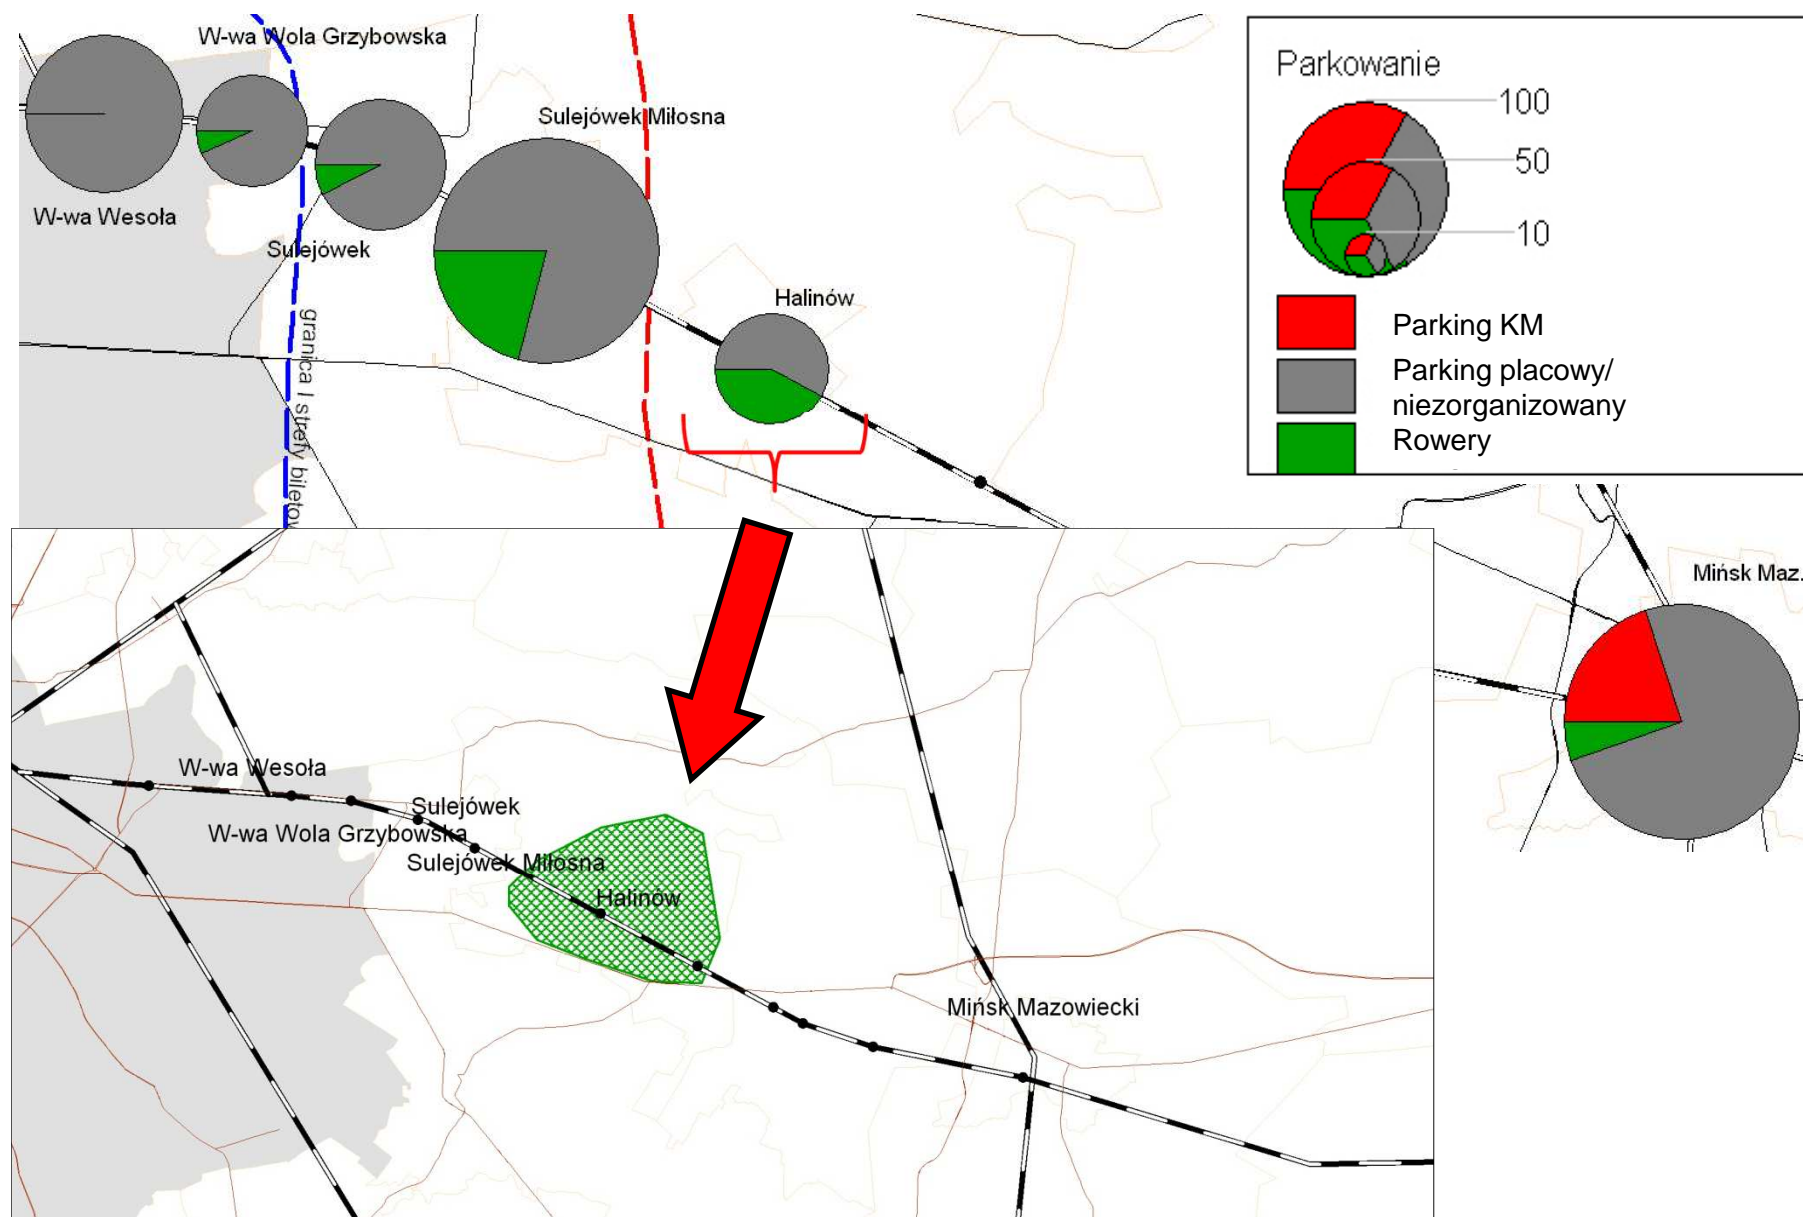 W-wa Wola Grzybowska
Sulejówek Miłosna
W-wa Wesoła
Sulejówek
Halinów
granica I strefy biletow
Parkowanie
100
50
10
Parking KM
Parking placowy/
niezorganizowany
Rowery
Mińsk Maz.
W-wa Wesoła
Sulejówek
W-wa Wola Grzybowska
Sulejówek Miłosna
Halinów
Mińsk Mazowiecki